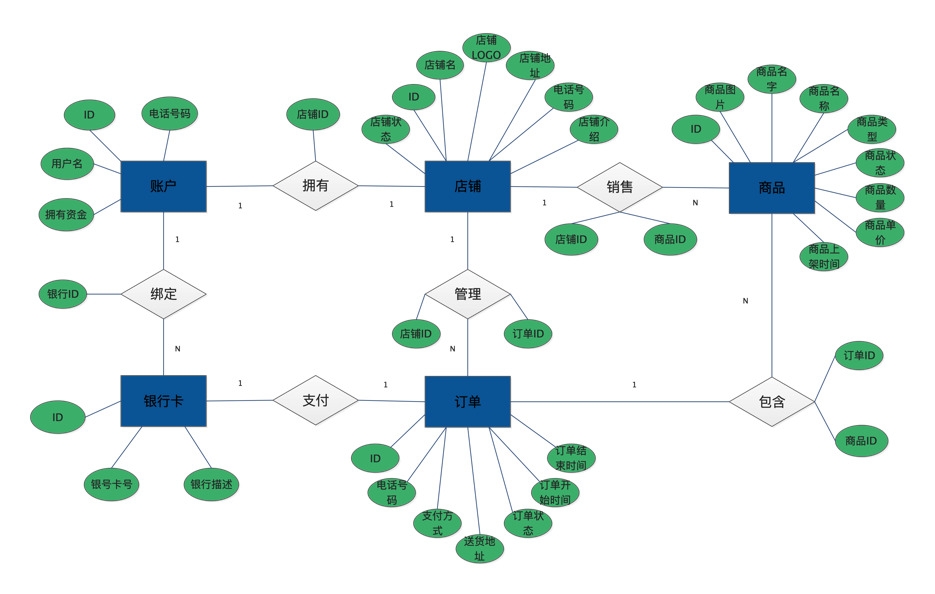 店铺
LOGO
店铺名
店铺地
址
商品名
字
ID
电话号
码
商品图
片
商品名
称
ID
电话号码
店铺ID
店铺状
态
店铺介
绍
ID
商品类
型
用户名
账户
拥有
店铺
销售
商品
商品状
态
1
1
1
N
商品数
量
拥有资金
店铺ID
商品ID
商品单
价
1
1
商品上
架时间
银行ID
绑定
管理
N
店铺ID
订单ID
N
N
订单ID
1
1
1
银行卡
支付
订单
包含
ID
商品ID
ID
订单结
束时间
银号卡号
银行描述
电话号
码
订单开
始时间
支付方
式
订单状
态
送货地
址